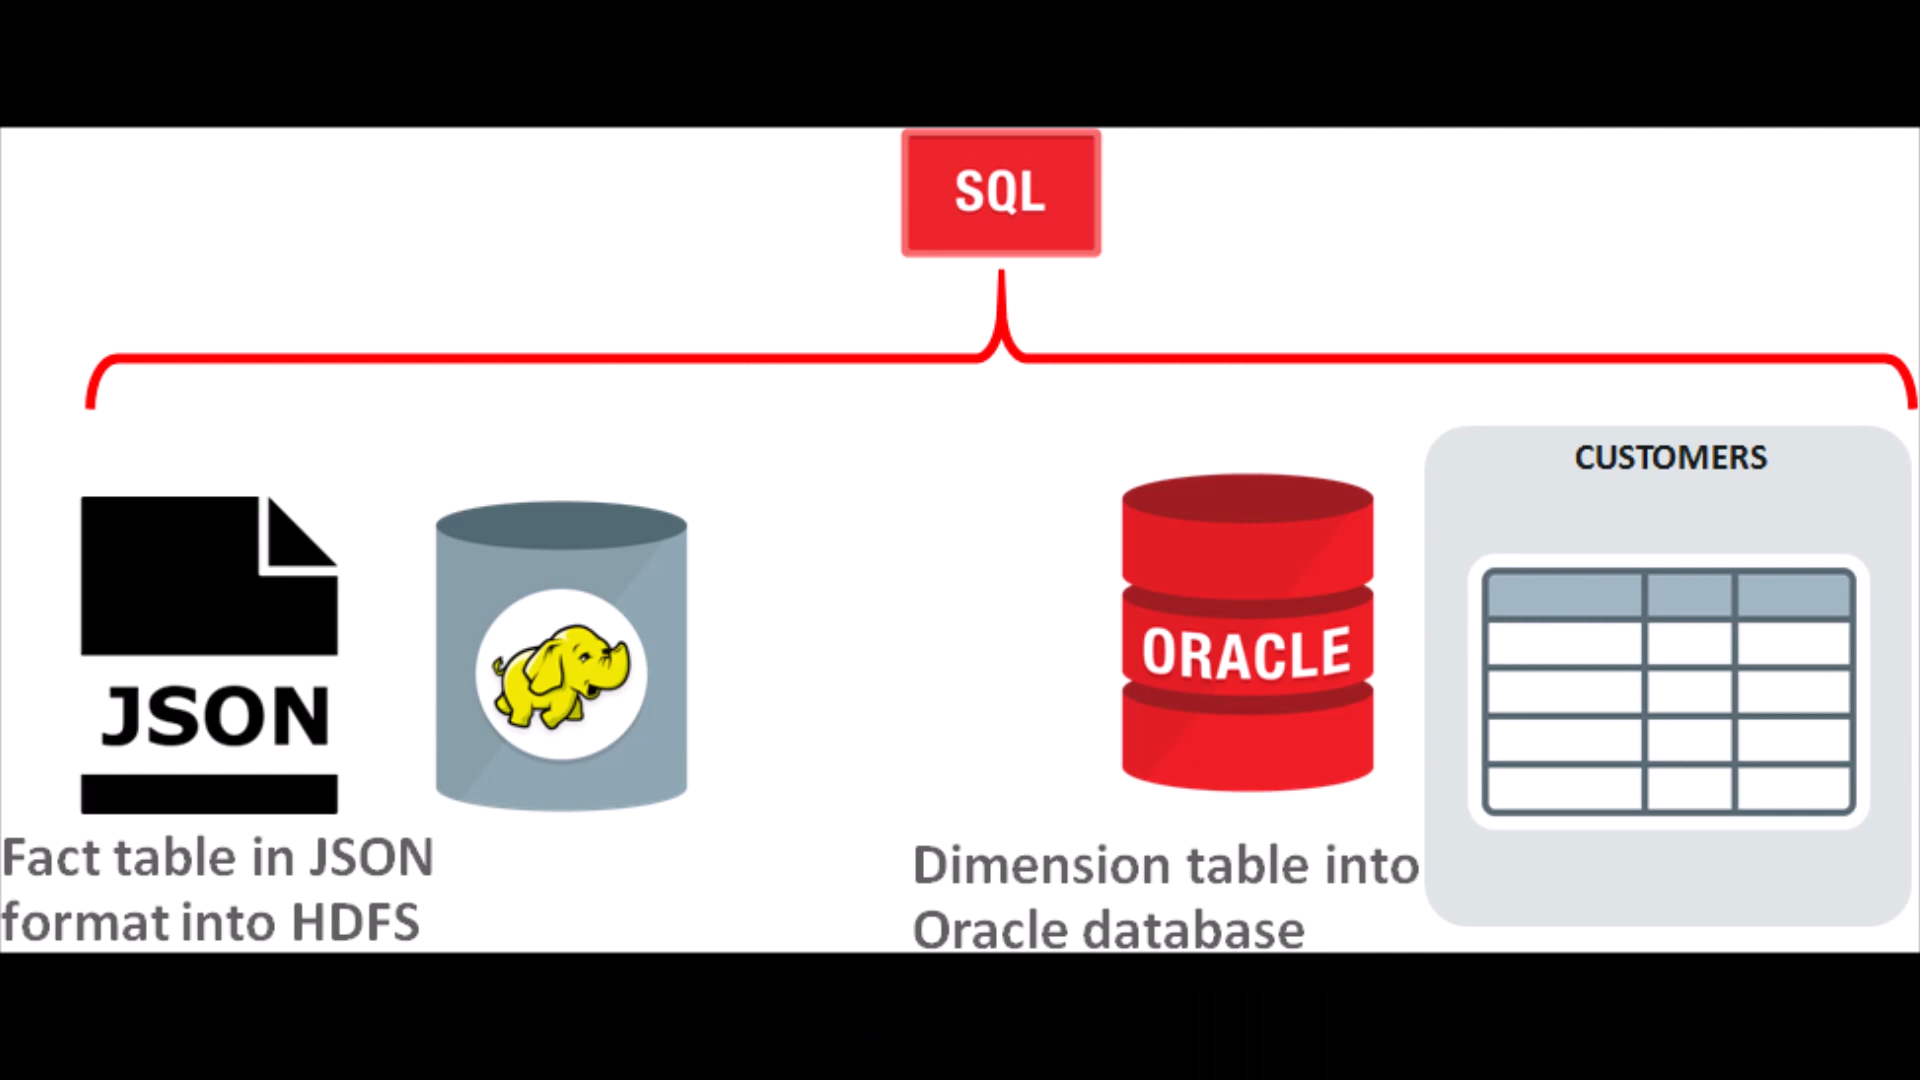 SQL
CUSTOMERS
ORACLE
JSON
Fact table in JSON
format into HDFS
Dimension table into
Oracle database